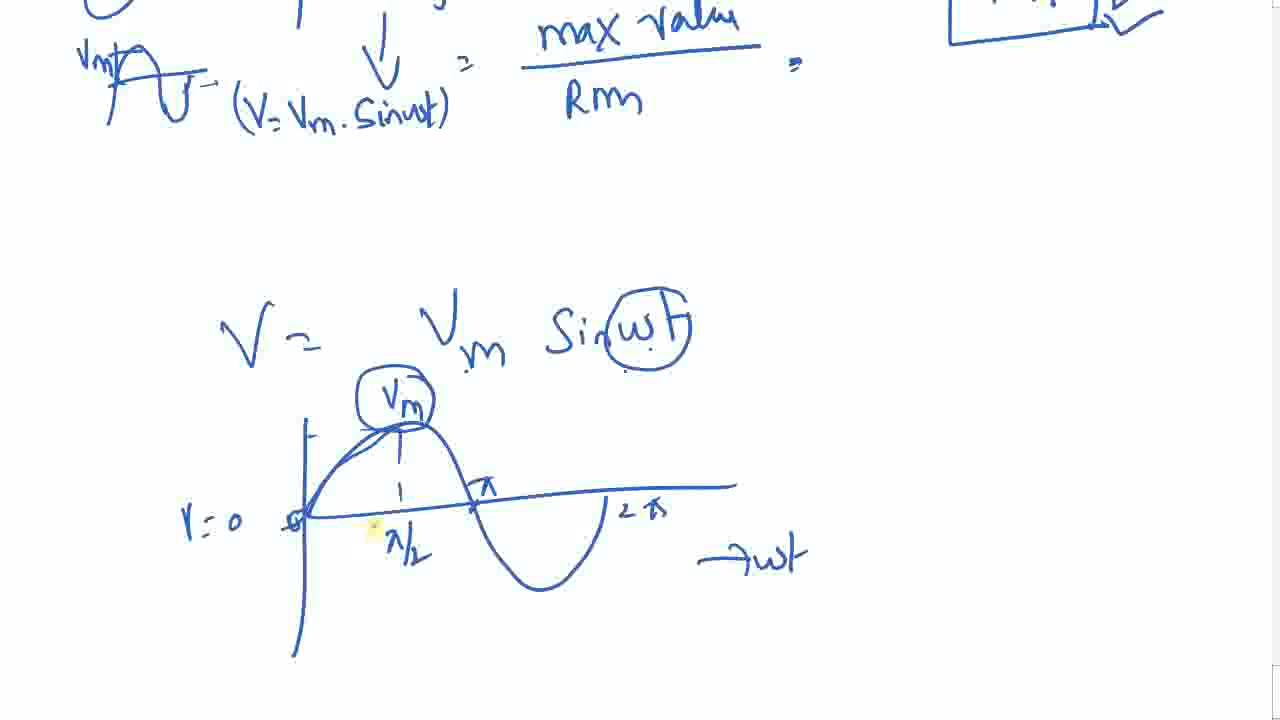 max value
Vm (V=Vm.Sinωt) = =
Rm
V = Vm Sinωt
Vm
π
V=0 0 2π
π/2
→ωt